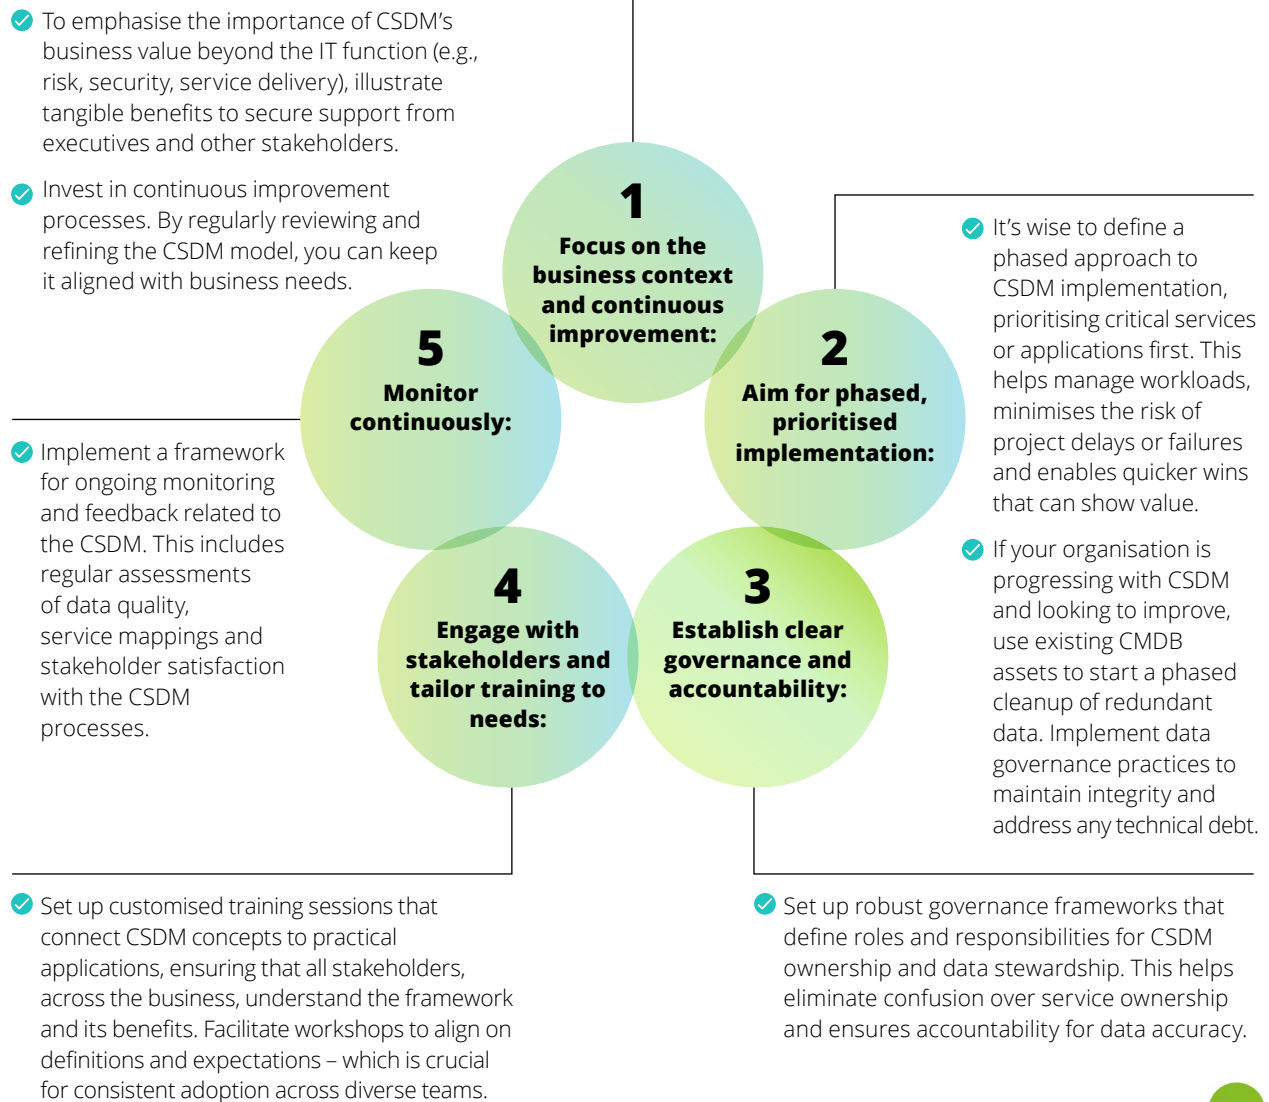 To emphasise the importance of CSDM’s
business value beyond the IT function (e.g.,
risk, security, service delivery), illustrate
tangible benefits to secure support from
executives and other stakeholders.
Invest in continuous improvement
processes. By regularly reviewing and
refining the CSDM model, you can keep
it aligned with business needs.
1
Focus on the
business context
and continuous
improvement:
2
Aim for phased,
prioritised
implementation:
It’s wise to define a
phased approach to
CSDM implementation,
prioritising critical services
or applications first. This
helps manage workloads,
minimises the risk of
project delays or failures
and enables quicker wins
that can show value.
If your organisation is
progressing with CSDM
and looking to improve,
use existing CMDB
assets to start a phased
cleanup of redundant
data. Implement data
governance practices to
maintain integrity and
address any technical debt.
3
Establish clear
governance and
accountability:
Set up robust governance frameworks that
define roles and responsibilities for CSDM
ownership and data stewardship. This helps
eliminate confusion over service ownership
and ensures accountability for data accuracy.
4
Engage with
stakeholders and
tailor training to
needs:
Set up customised training sessions that
connect CSDM concepts to practical
applications, ensuring that all stakeholders,
across the business, understand the framework
and its benefits. Facilitate workshops to align on
definitions and expectations – which is crucial
for consistent adoption across diverse teams.
5
Monitor
continuously:
Implement a framework
for ongoing monitoring
and feedback related to
the CSDM. This includes
regular assessments
of data quality,
service mappings and
stakeholder satisfaction
with the CSDM
processes.